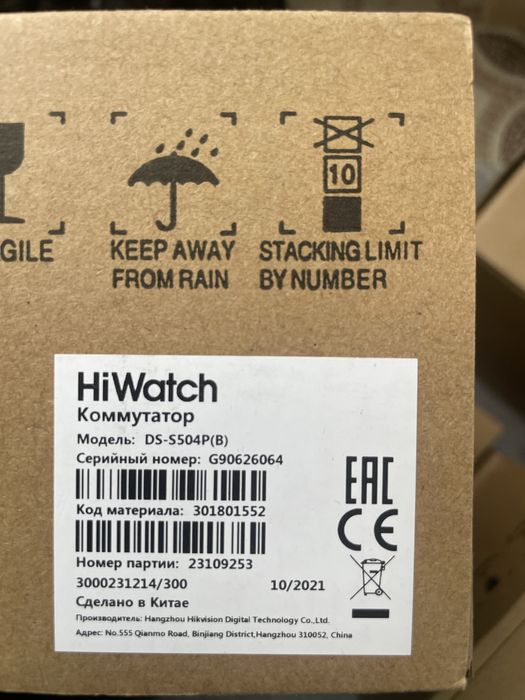 GILE
KEEP AWAY
FROM RAIN
10
STACKING LIMIT
BY NUMBER
HiWatch
Коммутатор
Модель: DS-S504P(B)
Серийный номер: G90626064
Код материала: 301801552
Номер партии: 23109253
3000231214/300 10/2021
Сделано в Китае
Производитель: Hangzhou Hikvision Digital Technology Co.,Ltd.
Адрес: No.555 Qianmo Road, Binjiang District,Hangzhou 310052, China
EAC
CE